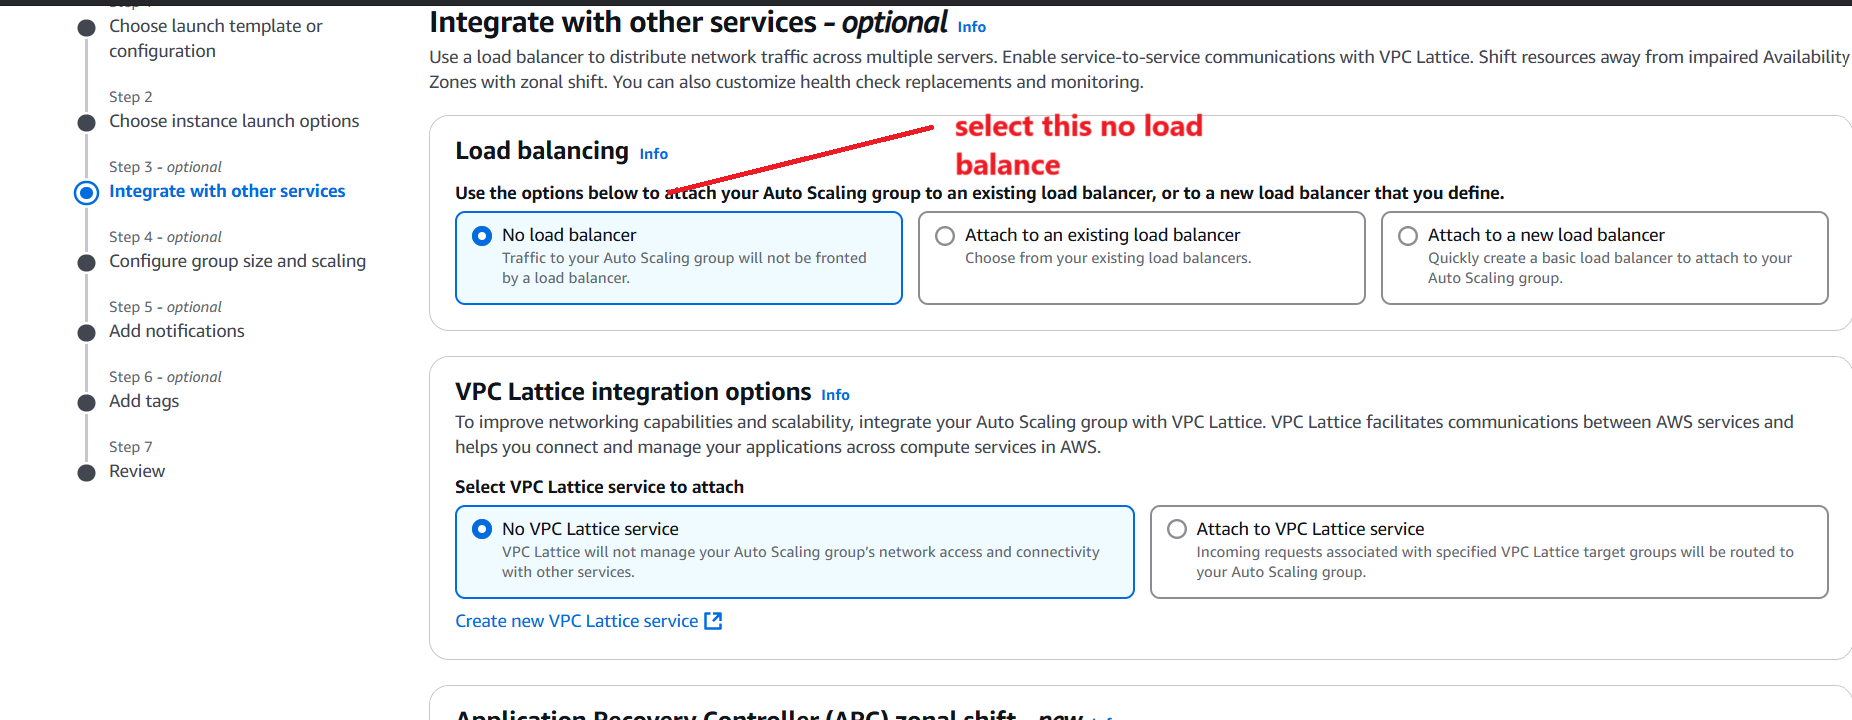 Choose launch template or
configuration
Step 2
Choose instance launch options
Step 3 - optional
Integrate with other services
Step 4 - optional
Configure group size and scaling
Step 5 - optional
Add notifications
Step 6 - optional
Add tags
Step 7
Review
Integrate with other services - optional Info
Use a load balancer to distribute network traffic across multiple servers. Enable service-to-service communications with VPC Lattice. Shift resources away from impaired Availability
Zones with zonal shift. You can also customize health check replacements and monitoring.
select this no load
balance
Load balancing Info
Use the options below to attach your Auto Scaling group to an existing load balancer, or to a new load balancer that you define.
No load balancer
Traffic to your Auto Scaling group will not be fronted
by a load balancer.
Attach to an existing load balancer
Choose from your existing load balancers.
Attach to a new load balancer
Quickly create a basic load balancer to attach to your
Auto Scaling group.
VPC Lattice integration options Info
To improve networking capabilities and scalability, integrate your Auto Scaling group with VPC Lattice. VPC Lattice facilitates communications between AWS services and
helps you connect and manage your applications across compute services in AWS.
Select VPC Lattice service to attach
No VPC Lattice service
VPC Lattice will not manage your Auto Scaling group's network access and connectivity
with other services.
Attach to VPC Lattice service
Incoming requests associated with specified VPC Lattice target groups will be routed to
your Auto Scaling group.
Create new VPC Lattice service
Application Recovery Controller (ARC) zonal shift - new Info